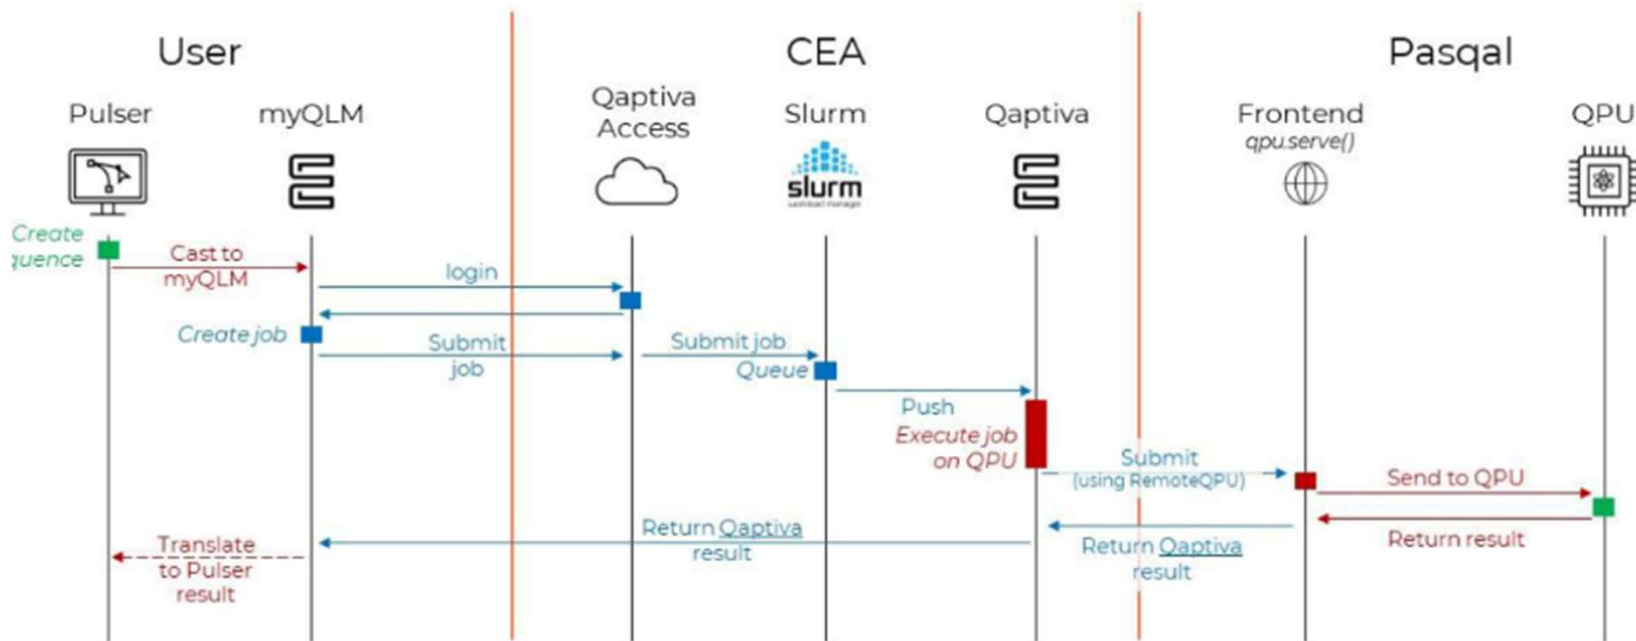 User
CEA
Pasqal
Pulser
myQLM
Qaptiva
Access
Slurm
Qaptiva
Frontend
qpu.serve()
QPU
slurm
workload manager
Create
quence
Cast to
myQLM
login
Create job
Submit
job
Submit job
Queue
Push
Execute job
on QPU
Submit
(using RemoteQPU)
Send to QPU
Return result
Return Qaptiva
result
Return Qaptiva
result
Translate
to Pulser
result